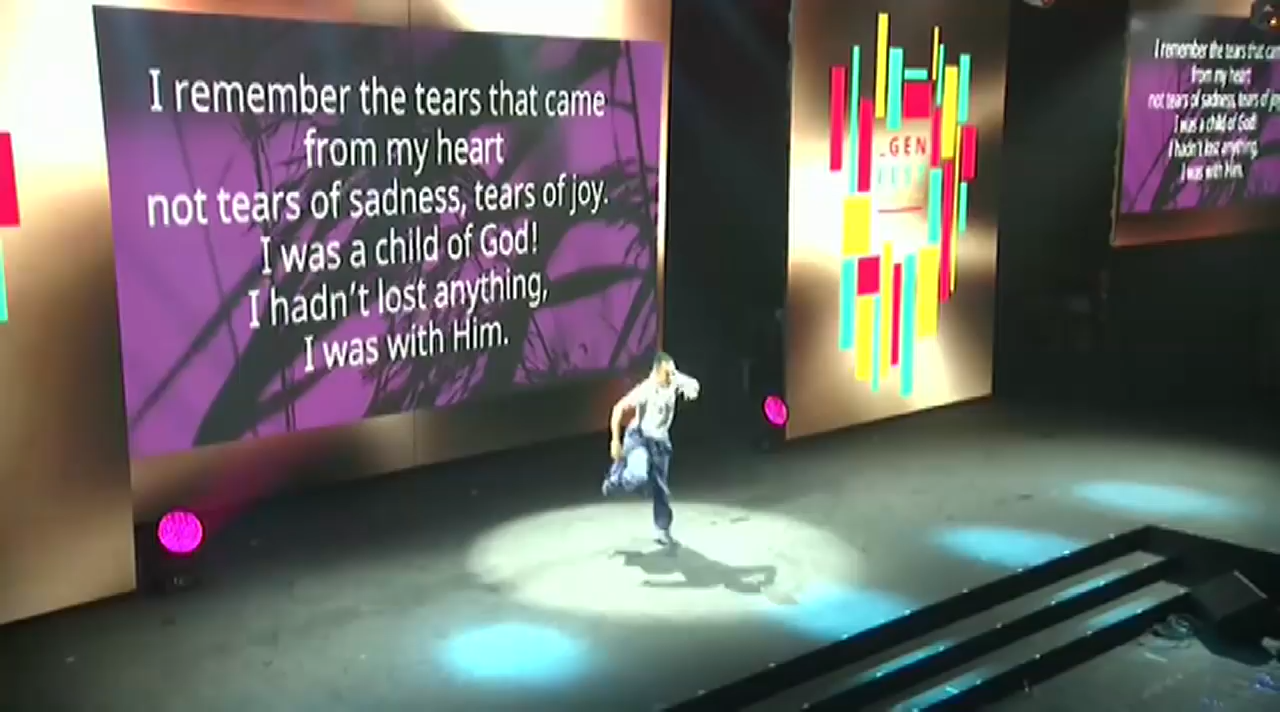 I remember the tears that came
from my heart
not tears of sadness, tears of joy.
I was a child of God!
I hadn't lost anything,
I was with Him.
GEN
I remember the tears that
from my heart
not tears of sadness, tears of
I was a child of God!
I hadn't lost anything,
I was with Him.